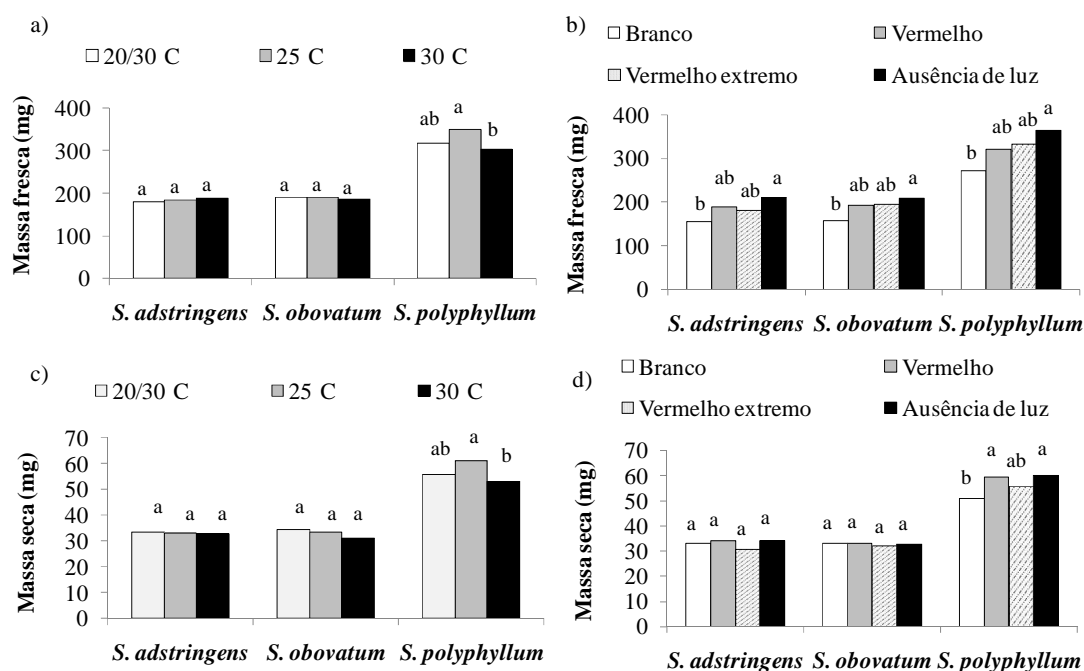 a)
20/30 C 25 C 30 C
Massa fresca (mg)
400
300
200
100
0
a a a a a a ab a b
S. adstringens S. obovatum S. polyphyllum
b)
Branco Vermelho
Vermelho extremo Ausência de luz
Massa fresca (mg)
400
300
200
100
0
b ab ab a b ab ab a b ab ab a
S. adstringens S. obovatum S. polyphyllum
c)
20/30 C 25 C 30 C
Massa seca (mg)
70
60
50
40
30
20
10
0
a a a a a a ab a b
S. adstringens S. obovatum S. polyphyllum
d)
Branco Vermelho
Vermelho extremo Ausência de luz
Massa seca (mg)
70
60
50
40
30
20
10
0
a a a a a a a a b a ab a
S. adstringens S. obovatum S. polyphyllum